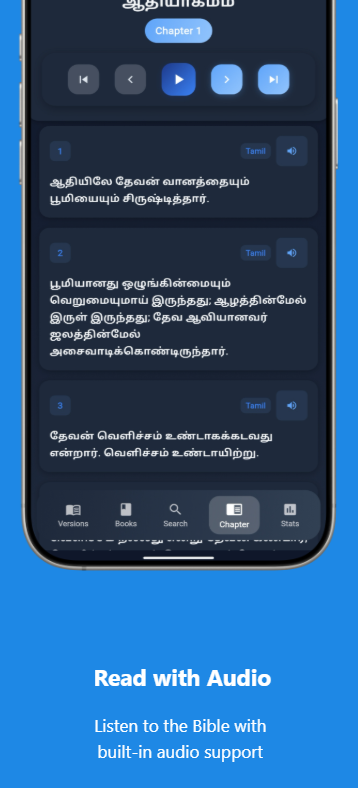 ஆதியாகமம்
Chapter 1
1
Tamil
ஆதியிலே தேவன் வானத்தையும்
பூமியையும் சிருஷ்டித்தார்.
2
Tamil
பூமியானது ஒழுங்கின்மையும்
வெறுமையுமாய் இருந்தது; ஆழத்தின்மேல்
இருள் இருந்தது; தேவ ஆவியானவர்
ஜலத்தின்மேல்
அசைவாடிக்கொண்டிருந்தார்.
3
Tamil
தேவன் வெளிச்சம் உண்டாகக்கடவது
என்றார். வெளிச்சம் உண்டாயிற்று.
Versions
Books
Search
Chapter
Stats
Read with Audio
Listen to the Bible with
built-in audio support